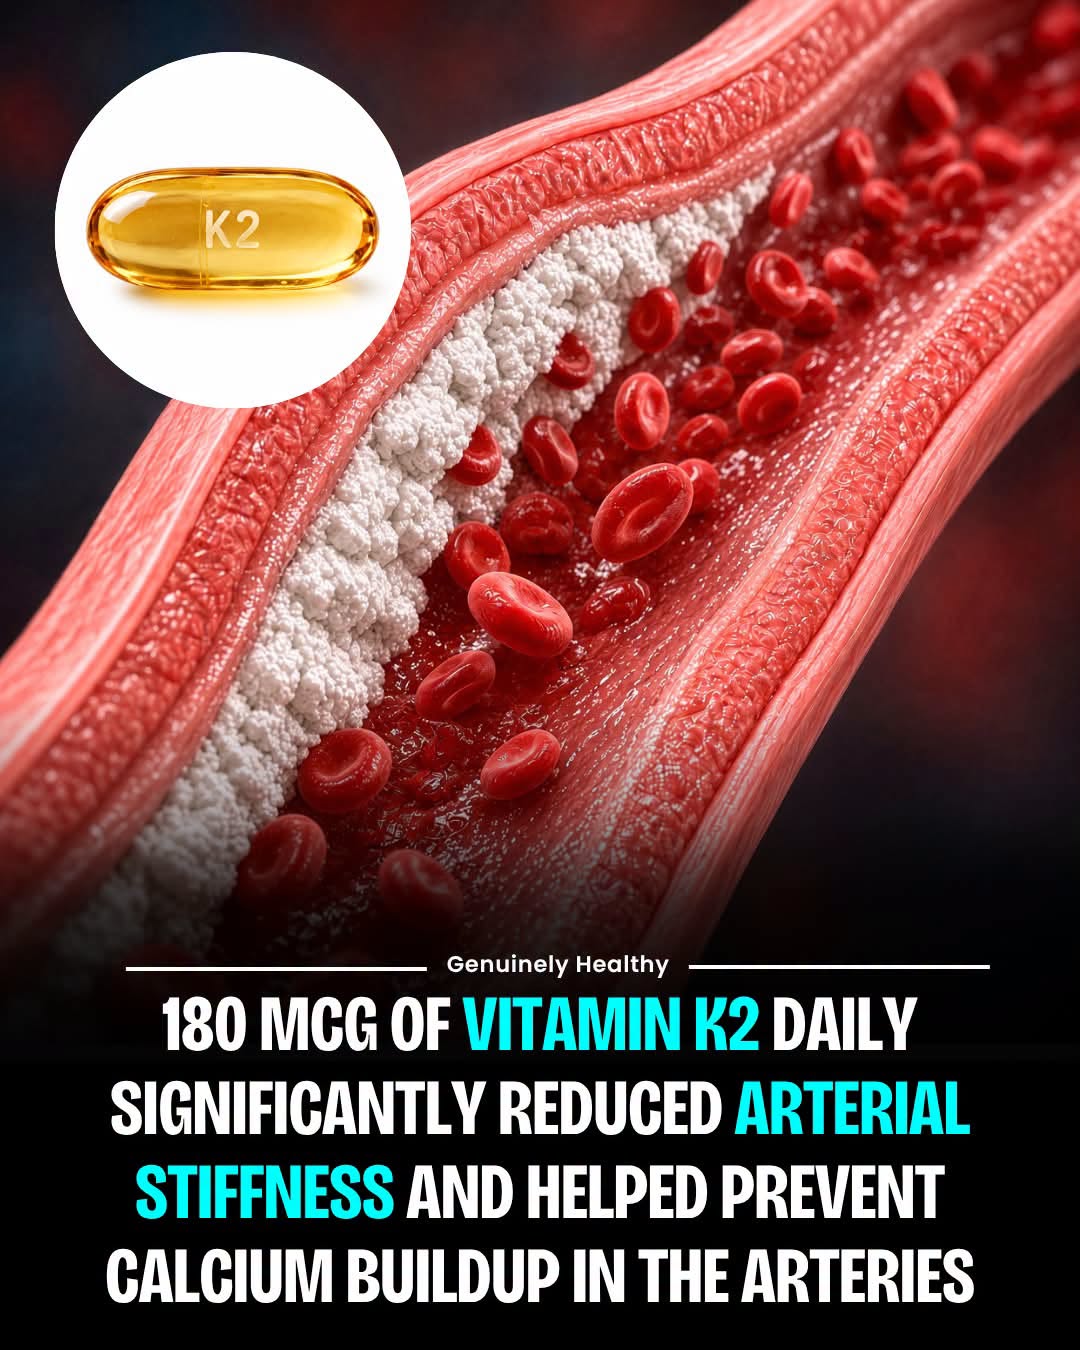 K2
Genuinely Healthy
180 MCG OF VITAMIN K2 DAILY
SIGNIFICANTLY REDUCED ARTERIAL
STIFFNESS AND HELPED PREVENT
CALCIUM BUILDUP IN THE ARTERIES